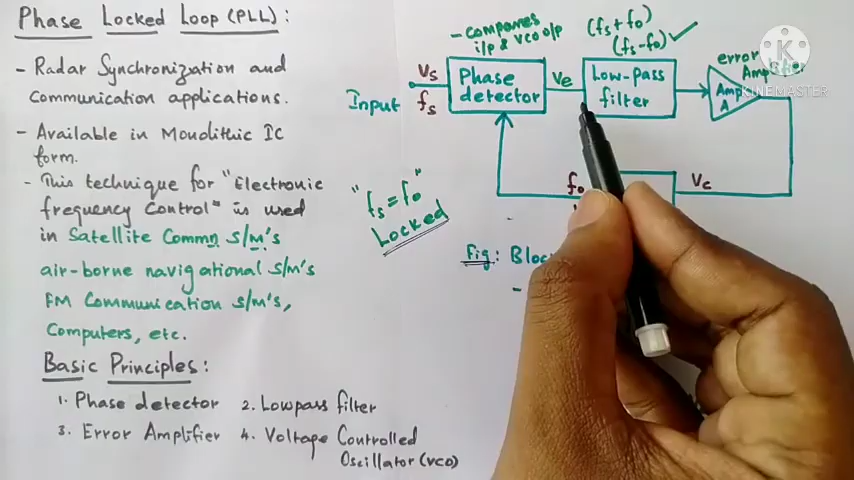 Phase Locked Loop (PLL):
- Radar Synchronization and
Communication applications.
- Available in Monolithic IC
form.
- This technique for "Electronic
frequency Control" is used
in Satellite Commn s/m's
air-borne navigational s/m's
FM Communication s/m's,
Computers, etc.
Basic Principles:
1. Phase detector 2. Lowpass filter
3. Error Amplifier 4. Voltage Controlled
Oscillator (VCO)
- Compares
i/p & VCO o/p
(fs+fo)
(fs-fo)
error
Amplifier
KINEMASTER
Input
Vs
fs
Phase
detector
Ve
Low-pass
filter
Amp
A
"fs = fo"
Locked
fo
Vc
Fig: